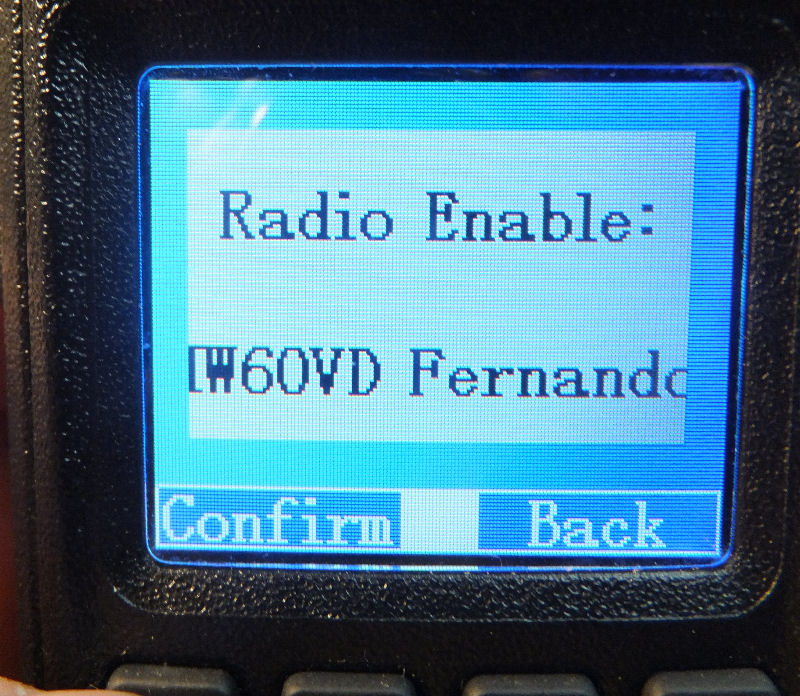 Radio Enable:
IW6OVD Fernando
Confirm Back